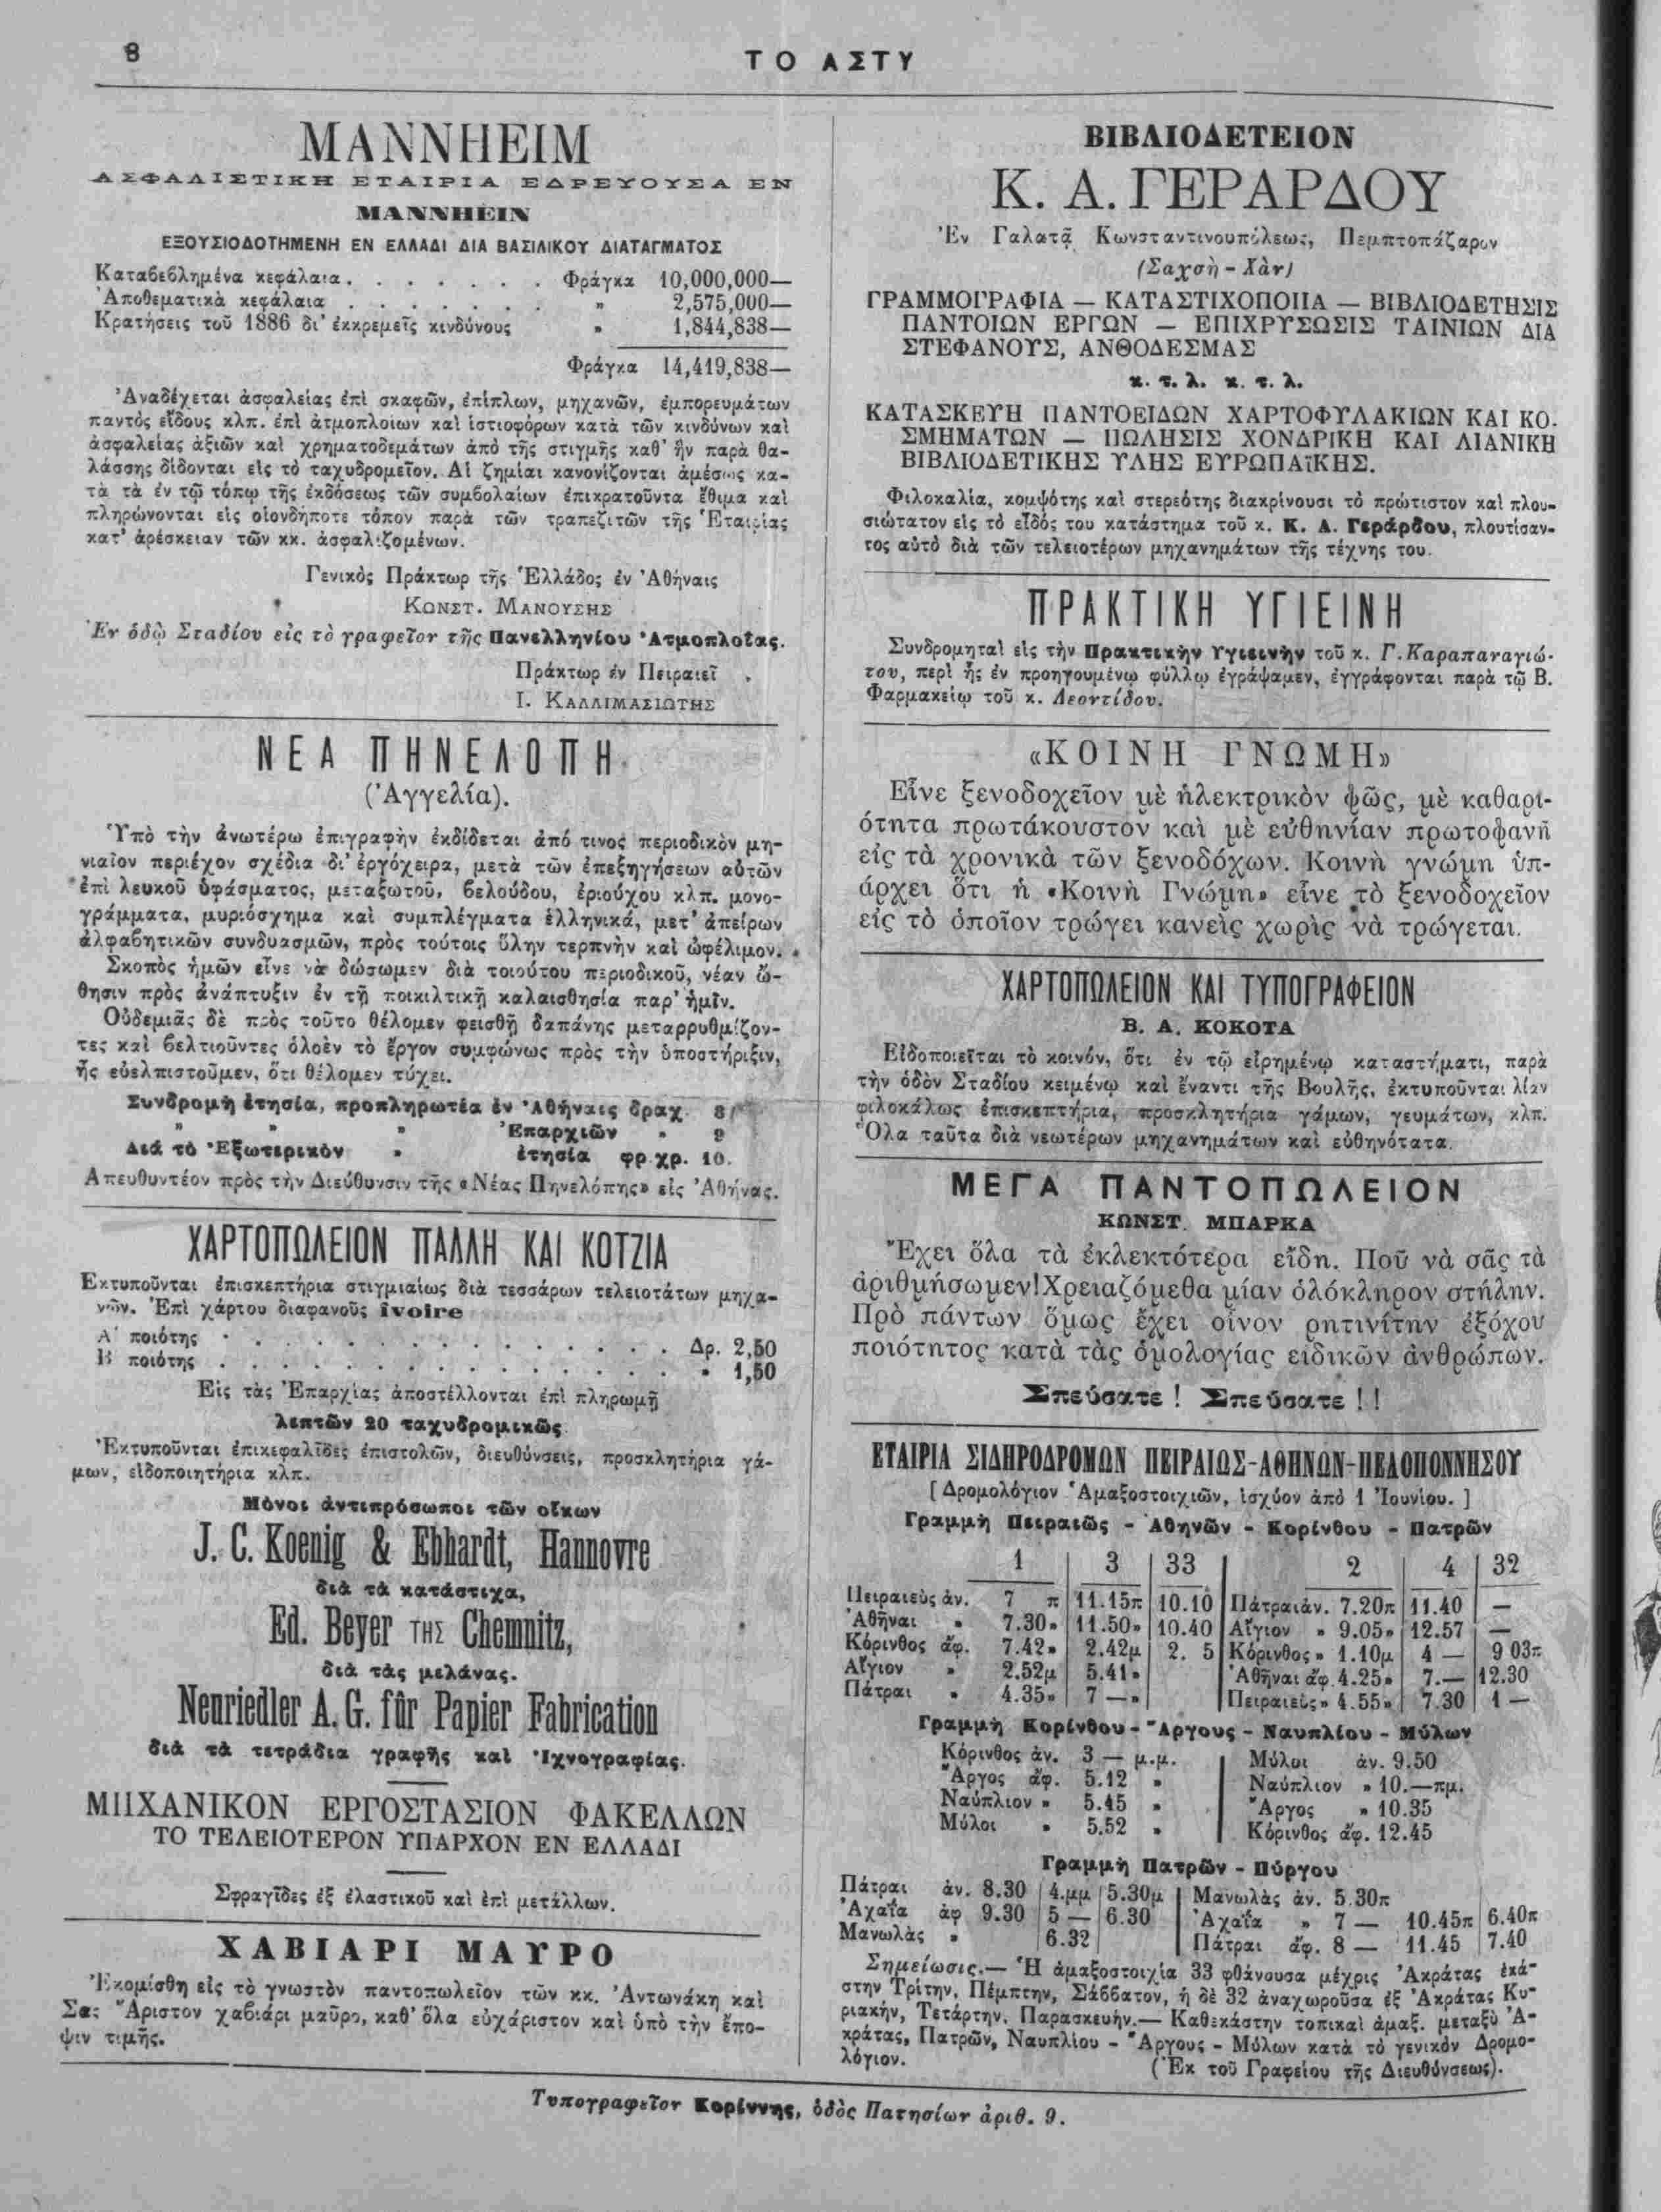 8
ΤΟ ΑΣΤΥ
ΜΑΝΝΗΕΙΜ
ΑΣΦΑΛΙΣΤΙΚΗ ΕΤΑΙΡΙΑ ΕΔΡΕΥΟΥΣΑ ΕΝ
ΜΑΝΝΗΕΙΝ
ΕΞΟΥΣΙΟΔΟΤΗΜΕΝΗ ΕΝ ΕΛΛΑΔΙ ΔΙΑ ΒΑΣΙΛΙΚΟΥ ΔΙΑΤΑΓΜΑΤΟΣ
Καταβεβλημένα κεφάλαια. . . . . . . Φράγκα 10,000,000—
Ἀποθεματικὰ κεφάλαια . . . . . . . » 2,575,000—
Κρατήσεις τοῦ 1886 δι' ἐκκρεμεῖς κινδύνους » 1,844,838—
Φράγκα 14,419,838—
Ἀναδέχεται ἀσφαλείας ἐπὶ σκαφῶν, ἐπίπλων, μηχανῶν, ἐμπορευμάτων
παντὸς εἴδους κλπ. ἐπὶ ἀτμοπλοίων καὶ ἱστιοφόρων κατὰ τῶν κινδύνων καὶ
ἀσφαλείας ἀξιῶν καὶ χρηματοδεμάτων ἀπὸ τῆς στιγμῆς καθ' ἣν παρὰ θα-
λάσσης δίδονται εἰς τὸ ταχυδρομεῖον. Αἱ ζημίαι κανονίζονται ἀμέσως κα-
τὰ τὰ ἐν τῷ τόπῳ τῆς ἐκδόσεως τῶν συμβολαίων ἐπικρατοῦντα ἔθιμα καὶ
πληρώνονται εἰς οἱονδήποτε τόπον παρὰ τῶν τραπεζιτῶν τῆς Ἑταιρίας
κατ' ἀρέσκειαν τῶν κκ. ἀσφαλιζομένων.
Γενικὸς Πράκτωρ τῆς Ἑλλάδος ἐν Ἀθήναις
ΚΩΝΣΤ. ΜΑΝΟΥΣΗΣ
Ἐν ὁδῷ Σταδίου εἰς τὸ γραφεῖον τῆς Πανελληνίου Ἀτμοπλοΐας.
Πράκτωρ ἐν Πειραιεῖ
Ι. ΚΑΛΛΙΜΑΣΙΩΤΗΣ
ΝΕΑ ΠΗΝΕΛΟΠΗ
(Ἀγγελία).
Ὑπὸ τὴν ἀνωτέρω ἐπιγραφὴν ἐκδίδεται ἀπό τινος περιοδικὸν μη-
νιαῖον περιέχον σχέδια δι' ἐργόχειρα, μετὰ τῶν ἐπεξηγήσεων αὐτῶν
ἐπὶ λευκοῦ ὑφάσματος, μεταξωτοῦ, βελούδου, ἐριούχου κλπ. μονο-
γράμματα, μυριόσχημα καὶ συμπλέγματα ἑλληνικά, μετ' ἀπείρων
ἀλφαβητικῶν συνδυασμῶν, πρὸς τούτοις ὕλην τερπνὴν καὶ ὠφέλιμον.
Σκοπὸς ἡμῶν εἶνε νὰ δώσωμεν διὰ τοιούτου περιοδικοῦ, νέαν ὤ-
θησιν πρὸς ἀνάπτυξιν ἐν τῇ ποικιλτικῇ καλαισθησία παρ' ἡμῖν.
Οὐδεμιᾶς δὲ πρὸς τοῦτο θέλομεν φεισθῆ δαπάνης μεταρρυθμίζον-
τες καὶ βελτιοῦντες ὁλοὲν τὸ ἔργον συμφώνως πρὸς τὴν ὑποστήριξιν,
ἧς εὐελπιστοῦμεν, ὅτι θέλομεν τύχει.
Συνδρομὴ ἐτησία, προπληρωτέα ἐν Ἀθήναις δραχ. 8
» » » Ἐπαρχιῶν » 9
Διὰ τὸ Ἐξωτερικὸν » ἐτησία φρ. χρ. 10.
Ἀπευθυντέον πρὸς τὴν Διεύθυνσιν τῆς «Νέας Πηνελόπης» εἰς Ἀθήνας.
ΧΑΡΤΟΠΩΛΕΙΟΝ ΠΑΛΛΗ ΚΑΙ ΚΟΤΖΙΑ
Ἐκτυποῦνται ἐπισκεπτήρια στιγμιαίως διὰ τεσσάρων τελειοτάτων μηχα-
νῶν. Ἐπὶ χάρτου διαφανοῦς ivoire
Α' ποιότης . . . . . . . . . . . . Δρ. 2,50
Β ποιότης . . . . . . . . . . . . » 1,50
Εἰς τὰς Ἐπαρχίας ἀποστέλλονται ἐπὶ πληρωμῇ
λεπτῶν 20 ταχυδρομικῶς
Ἐκτυποῦνται ἐπικεφαλῖδες ἐπιστολῶν, διευθύνσεις, προσκλητήρια γά-
μων, εἰδοποιητήρια κλπ.
Μόνοι ἀντιπρόσωποι τῶν οἴκων
J. C. Koenig & Ebhardt, Hannovre
διὰ τὰ κατάστιχα,
Ed. Beyer ΤΗΣ Chemnitz,
διὰ τὰς μελάνας.
Neuriedler A. G. für Papier Fabrication
διὰ τὰ τετράδια γραφῆς καὶ Ἰχνογραφίας.
ΜΗΧΑΝΙΚΟΝ ΕΡΓΟΣΤΑΣΙΟΝ ΦΑΚΕΛΛΩΝ
ΤΟ ΤΕΛΕΙΟΤΕΡΟΝ ΥΠΑΡΧΟΝ ΕΝ ΕΛΛΑΔΙ
Σφραγῖδες ἐξ ἐλαστικοῦ καὶ ἐπὶ μετάλλων.
ΧΑΒΙΑΡΙ ΜΑΥΡΟ
Ἐκομίσθη εἰς τὸ γνωστὸν παντοπωλεῖον τῶν κκ. Ἀντωνάκη καὶ
Σας Ἄριστον χαβιάρι μαῦρο, καθ' ὅλα εὐχάριστον καὶ ὑπὸ τὴν ἔπο-
ψιν τιμῆς.
ΒΙΒΛΙΟΔΕΤΕΙΟΝ
Κ. Α. ΓΕΡΑΡΔΟΥ
Ἐν Γαλατᾷ Κωνσταντινουπόλεως, Πεμπτοπάζαρον
(Σαχσὴ - Χὰν)
ΓΡΑΜΜΟΓΡΑΦΙΑ — ΚΑΤΑΣΤΙΧΟΠΟΙΙΑ — ΒΙΒΛΙΟΔΕΤΗΣΙΣ
ΠΑΝΤΟΙΩΝ ΕΡΓΩΝ — ΕΠΙΧΡΥΣΩΣΙΣ ΤΑΙΝΙΩΝ ΔΙΑ
ΣΤΕΦΑΝΟΥΣ, ΑΝΘΟΔΕΣΜΑΣ
κ. τ. λ. κ. τ. λ.
ΚΑΤΑΣΚΕΥΗ ΠΑΝΤΟΕΙΔΩΝ ΧΑΡΤΟΦΥΛΑΚΙΩΝ ΚΑΙ ΚΟ-
ΣΜΗΜΑΤΩΝ — ΠΩΛΗΣΙΣ ΧΟΝΔΡΙΚΗ ΚΑΙ ΛΙΑΝΙΚΗ
ΒΙΒΛΙΟΔΕΤΙΚΗΣ ΥΛΗΣ ΕΥΡΩΠΑΪΚΗΣ.
Φιλοκαλία, κομψότης καὶ στερεότης διακρίνουσι τὸ πρώτιστον καὶ πλου-
σιώτατον εἰς τὸ εἶδός του κατάστημα τοῦ κ. Κ. Α. Γεράρδου, πλουτίσαν-
τος αὐτὸ διὰ τῶν τελειοτέρων μηχανημάτων τῆς τέχνης του.
ΠΡΑΚΤΙΚΗ ΥΓΙΕΙΝΗ
Συνδρομηταὶ εἰς τὴν Πρακτικὴν Υγιεινὴν τοῦ κ. Γ. Καραπαναγιώ-
του, περὶ ἧς ἐν προηγουμένῳ φύλλῳ ἐγράψαμεν, ἐγγράφονται παρὰ τῷ Β.
Φαρμακείῳ τοῦ κ. Λεοντίδου.
«ΚΟΙΝΗ ΓΝΩΜΗ»
Εἶνε ξενοδοχεῖον μὲ ἠλεκτρικὸν φῶς, μὲ καθαρι-
ότητα πρωτάκουστον καὶ μὲ εὐθηνίαν πρωτοφανῆ
εἰς τὰ χρονικὰ τῶν ξενοδόχων. Κοινὴ γνώμη ὑπ-
άρχει ὅτι ἡ «Κοινὴ Γνώμη» εἶνε τὸ ξενοδοχεῖον
εἰς τὸ ὁποῖον τρώγει κανεὶς χωρὶς νὰ τρώγεται.
ΧΑΡΤΟΠΩΛΕΙΟΝ ΚΑΙ ΤΥΠΟΓΡΑΦΕΙΟΝ
Β. Α. ΚΟΚΟΤΑ
Εἰδοποιεῖται τὸ κοινόν, ὅτι ἐν τῷ εἰρημένῳ καταστήματι, παρὰ
τὴν ὁδὸν Σταδίου κειμένῳ καὶ ἔναντι τῆς Βουλῆς, ἐκτυποῦνται λίαν
φιλοκάλως ἐπισκεπτήρια, προσκλητήρια γάμων, γευμάτων, κλπ.
Ὅλα ταῦτα διὰ νεωτέρων μηχανημάτων καὶ εὐθηνότατα.
ΜΕΓΑ ΠΑΝΤΟΠΩΛΕΙΟΝ
ΚΩΝΣΤ. ΜΠΑΡΚΑ
Ἔχει ὅλα τὰ ἐκλεκτότερα εἴδη. Ποῦ νὰ σᾶς τὰ
ἀριθμήσωμεν! Χρειαζόμεθα μίαν ὁλόκληρον στήλην.
Πρὸ πάντων ὅμως ἔχει οἶνον ρητινίτην ἐξόχου
ποιότητος κατὰ τὰς ὁμολογίας εἰδικῶν ἀνθρώπων.
Σπεύσατε ! Σπεύσατε ! !
ΕΤΑΙΡΙΑ ΣΙΔΗΡΟΔΡΟΜΩΝ ΠΕΙΡΑΙΩΣ-ΑΘΗΝΩΝ-ΠΕΛΟΠΟΝΝΗΣΟΥ
[ Δρομολόγιον Ἁμαξοστοιχιῶν, ἰσχύον ἀπὸ 1 Ἰουνίου. ]
Γραμμὴ Πειραιῶς - Ἀθηνῶν - Κορίνθου - Πατρῶν
1 3 33 2 4 32
Πειραιεὺς ἀν. 7 π 11.15π 10.10 Πάτραι ἀν. 7.20π 11.40 —
Ἀθῆναι » 7.30» 11.50» 10.40 Αἴγιον » 9.05» 12.57 —
Κόρινθος ἄφ. 7.42» 2.42μ 2. 5 Κόρινθος » 1.10μ 4 — 9 03π
Αἴγιον » 2.52μ 5.41» Ἀθῆναι ἄφ. 4.25» 7.— 12.30
Πάτραι » 4.35» 7 —» Πειραιεὺς » 4.55» 7.30 1 —
Γραμμὴ Κορίνθου - Ἄργους - Ναυπλίου - Μύλων
Κόρινθος ἀν. 3 — μ.μ. Μύλοι ἀν. 9.50
Ἄργος ἄφ. 5.12 » Ναύπλιον » 10.—πμ.
Ναύπλιον » 5.45 » Ἄργος » 10.35
Μύλοι » 5.52 » Κόρινθος ἄφ. 12.45
Γραμμὴ Πατρῶν - Πύργου
Πάτραι ἀν. 8.30 4.μμ 5.30μ Μανωλὰς ἀν. 5.30π
Ἀχαΐα ἀφ 9.30 5 — 6.30 Ἀχαΐα » 7 — 10.45π 6.40π
Μανωλὰς » 6.32 Πάτραι ἄφ. 8 — 11.45 7.40
Σημείωσις.— Ἡ ἁμαξοστοιχία 33 φθάνουσα μέχρις Ἀκράτας ἑκά-
στην Τρίτην, Πέμπτην, Σάββατον, ἡ δὲ 32 ἀναχωροῦσα ἐξ Ἀκράτας Κυ-
ριακήν, Τετάρτην, Παρασκευήν.— Καθεκάστην τοπικαὶ ἁμαξ. μεταξὺ Ἀ-
κράτας, Πατρῶν, Ναυπλίου - Ἄργους - Μύλων κατὰ τὸ γενικὸν Δρομο-
λόγιον.
(Ἐκ τοῦ Γραφείου τῆς Διευθύνσεως).
Τυπογραφεῖον Κορίννης, ὁδὸς Πατησίων ἀριθ. 9.